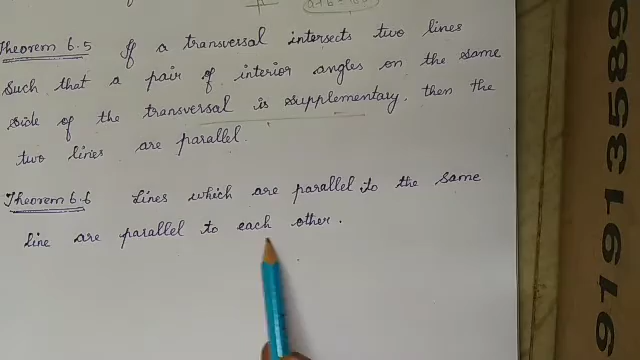 Theorem 6.5 If a transversal intersects two lines
Such that a pair of interior angles on the same
side of the transversal is supplementary, then the
two lines are parallel.
Theorem 6.6 Lines which are parallel to the same
line are parallel to each other.
91913589